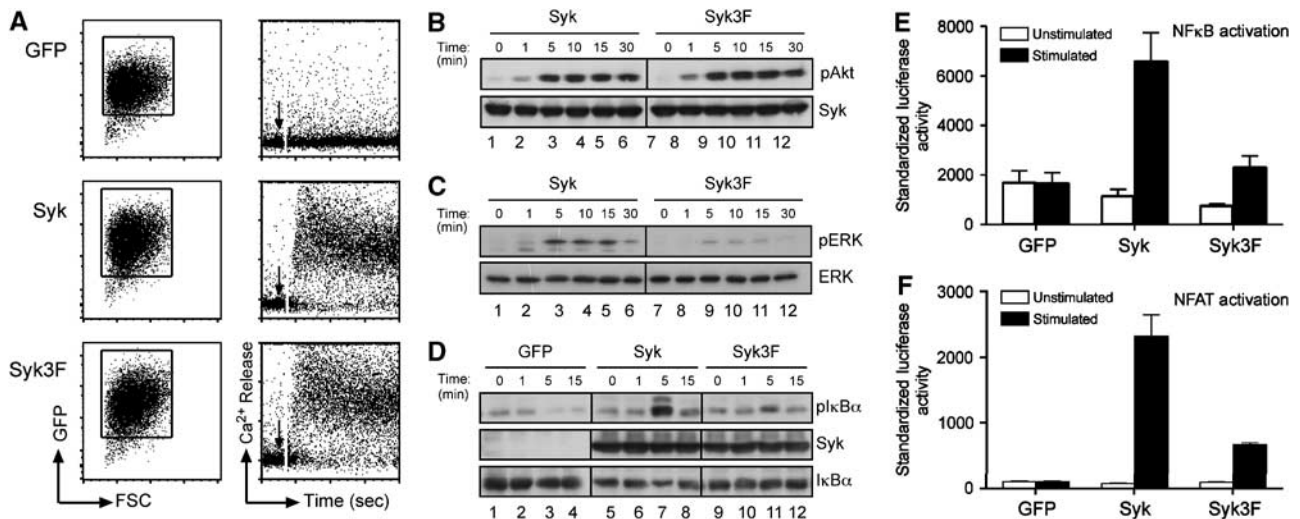 A
GFP
Syk
Syk3F
GFP
FSC
Ca2+ Release
Time (sec)
B
Syk Syk3F
Time: (min) 0 1 5 10 15 30 0 1 5 10 15 30
pAkt
Syk
1 2 3 4 5 6 7 8 9 10 11 12
C
Syk Syk3F
Time: (min) 0 1 5 10 15 30 0 1 5 10 15 30
pERK
ERK
1 2 3 4 5 6 7 8 9 10 11 12
D
GFP Syk Syk3F
Time: (min) 0 1 5 15 0 1 5 15 0 1 5 15
pIκBα
Syk
IκBα
1 2 3 4 5 6 7 8 9 10 11 12
E
Unstimulated
Stimulated
NFκB activation
Standardized luciferase activity
8000
6000
4000
2000
0
GFP Syk Syk3F
F
Unstimulated
Stimulated
NFAT activation
Standardized luciferase activity
3000
2000
1000
0
GFP Syk Syk3F